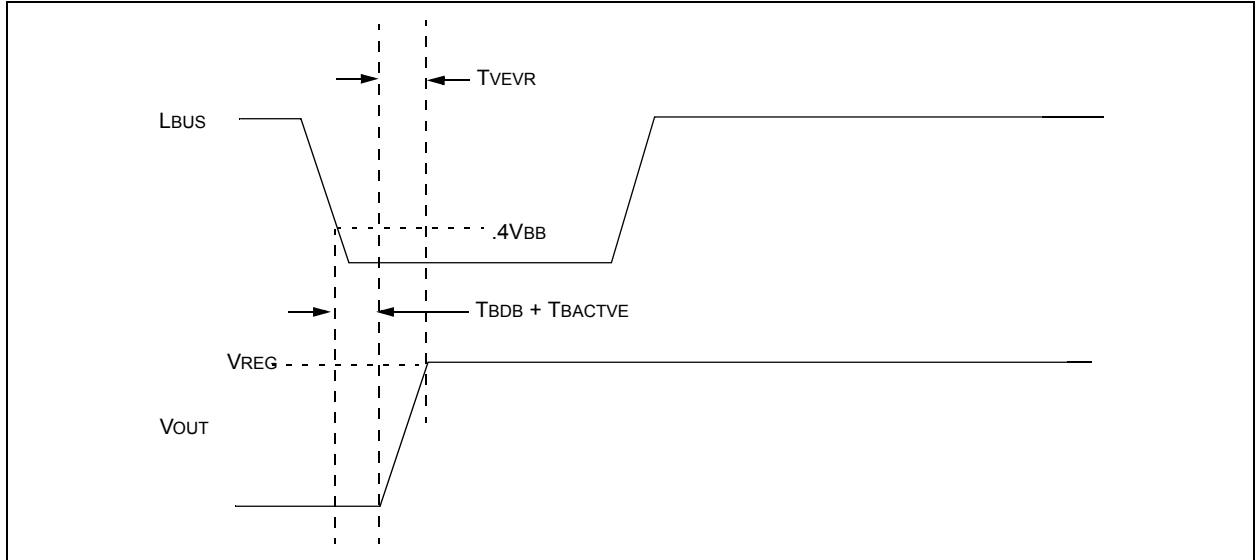 TVEVR
LBUS
.4VBB
TBDB + TBACTVE
VREG
VOUT